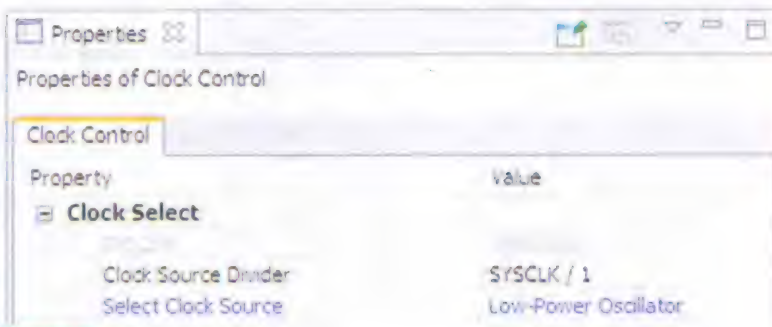 Properties
Properties of Clock Control
Clock Control
Property Value
Clock Select
Clock Source Divider SYSCLK / 1
Select Clock Source Low-Power Oscillator